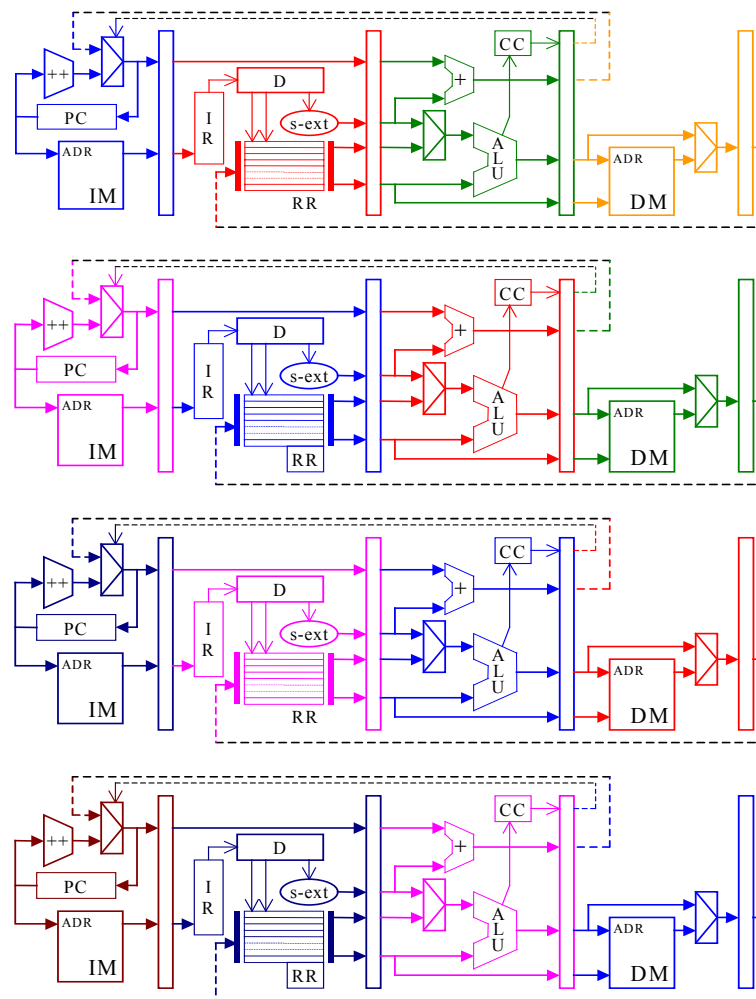 CC
++
D
+
I
R
PC
s-ext
ADR
A
L
U
ADR
IM
RR
DM
CC
++
D
+
I
R
PC
s-ext
ADR
A
L
U
ADR
IM
RR
DM
CC
++
D
+
I
R
PC
s-ext
ADR
A
L
U
ADR
IM
RR
DM
CC
++
D
+
I
R
PC
s-ext
ADR
A
L
U
ADR
IM
RR
DM